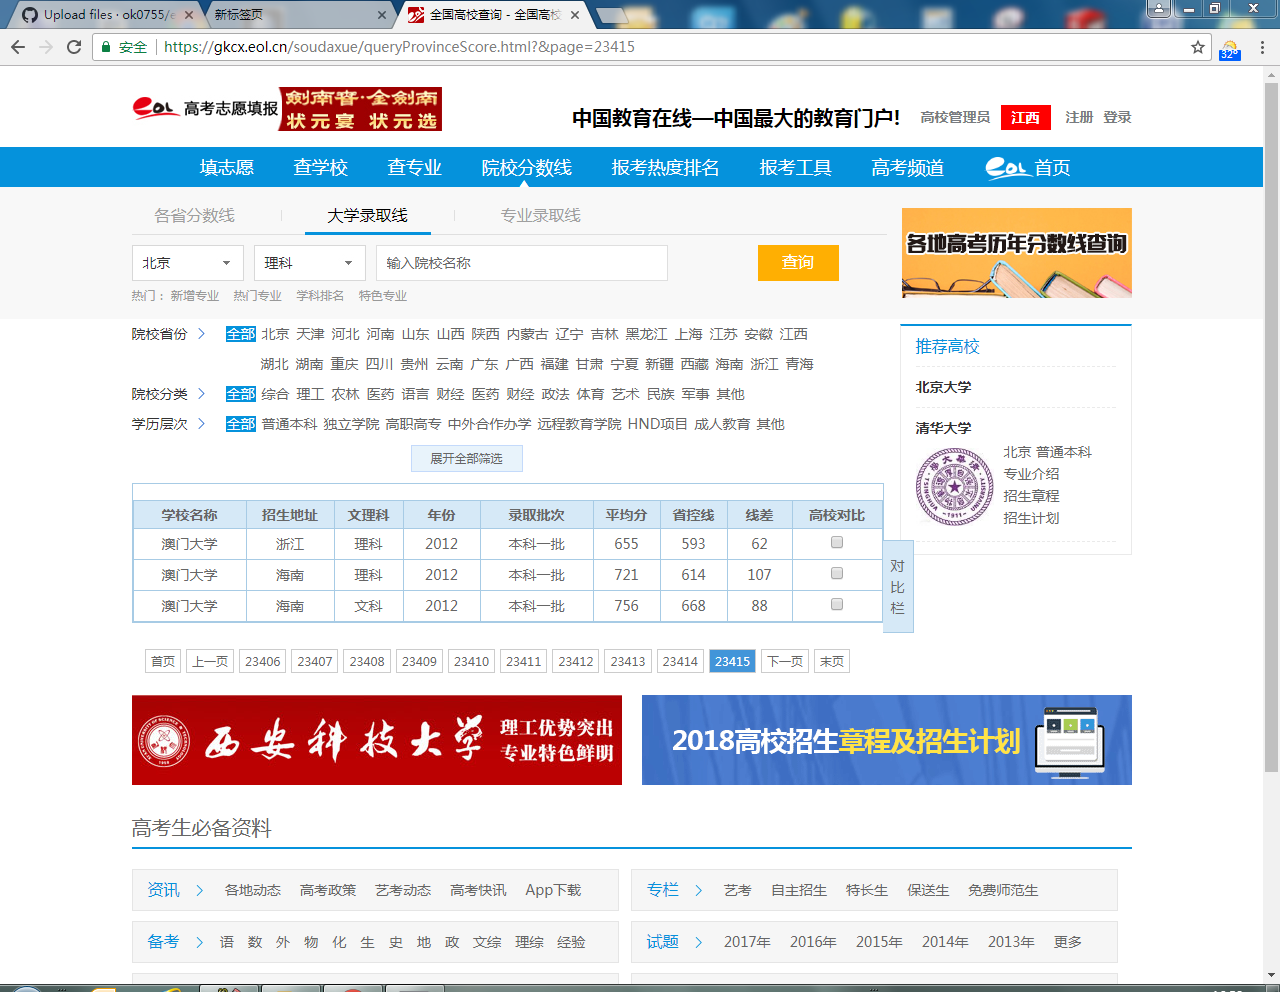 Upload files · ok0755/e
新标签页
全国高校查询 - 全国高校
安全 https://gkcx.eol.cn/soudaxue/queryProvinceScore.html?&page=23415
32°
eol 高考志愿填报
剑南春·金剑南
状元宴 状元选
中国教育在线—中国最大的教育门户! 高校管理员 江西 注册 登录
填志愿 查学校 查专业 院校分数线 报考热度排名 报考工具 高考频道 eol 首页
各省分数线 大学录取线 专业录取线
各地高考历年分数线查询
北京 理科 输入院校名称 查询
热门： 新增专业 热门专业 学科排名 特色专业
院校省份 全部 北京 天津 河北 河南 山东 山西 陕西 内蒙古 辽宁 吉林 黑龙江 上海 江苏 安徽 江西
湖北 湖南 重庆 四川 贵州 云南 广东 广西 福建 甘肃 宁夏 新疆 西藏 海南 浙江 青海
院校分类 全部 综合 理工 农林 医药 语言 财经 医药 财经 政法 体育 艺术 民族 军事 其他
学历层次 全部 普通本科 独立学院 高职高专 中外合作办学 远程教育学院 HND项目 成人教育 其他
展开全部筛选
推荐高校
北京大学
清华大学
北京 普通本科
专业介绍
招生章程
招生计划
学校名称 招生地址 文理科 年份 录取批次 平均分 省控线 线差 高校对比
澳门大学 浙江 理科 2012 本科一批 655 593 62
澳门大学 海南 理科 2012 本科一批 721 614 107
澳门大学 海南 文科 2012 本科一批 756 668 88
对比栏
首页 上一页 23406 23407 23408 23409 23410 23411 23412 23413 23414 23415 下一页 末页
西安科技大学
理工优势突出
专业特色鲜明
2018高校招生章程及招生计划
高考生必备资料
资讯 各地动态 高考政策 艺考动态 高考快讯 App下载
专栏 艺考 自主招生 特长生 保送生 免费师范生
备考 语 数 外 物 化 生 史 地 政 文综 理综 经验
试题 2017年 2016年 2015年 2014年 2013年 更多